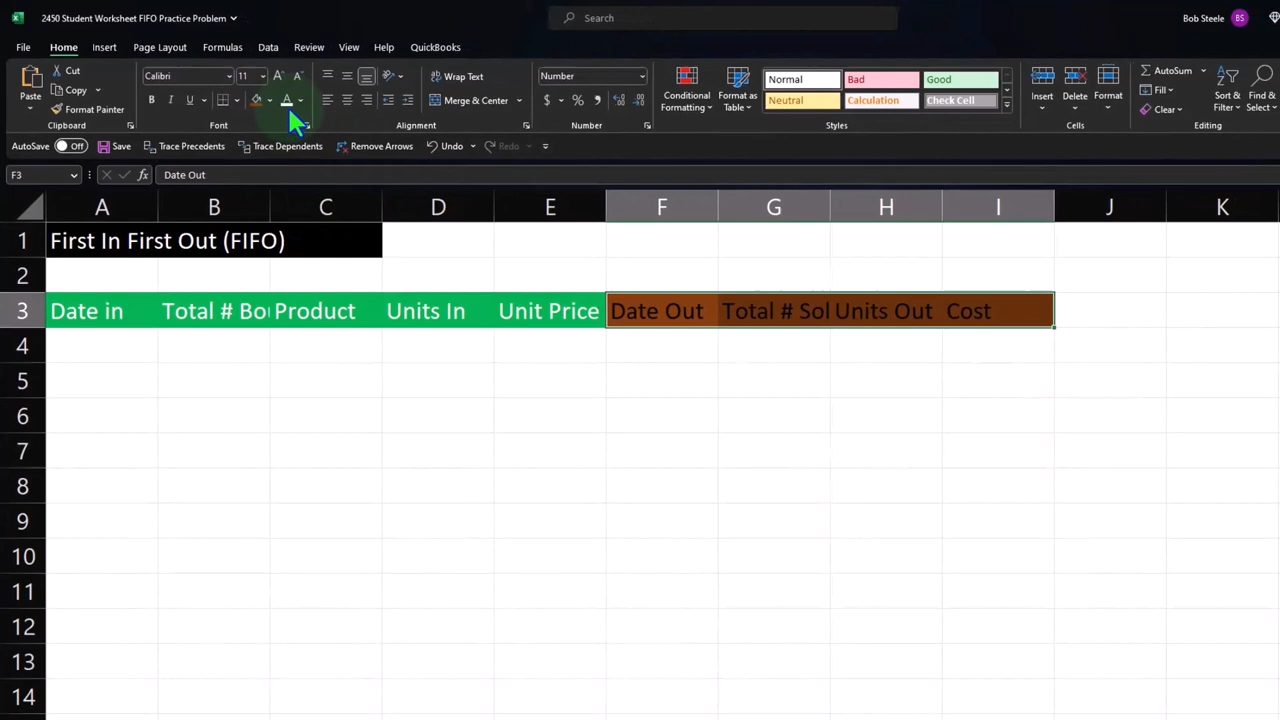 2450 Student Worksheet FIFO Practice Problem
Search
Bob Steele BS
File Home Insert Page Layout Formulas Data Review View Help QuickBooks
Paste Cut Copy Format Painter Clipboard
Calibri 11 A A B I U A Font
ab Wrap Text Merge & Center Alignment
Number $ % , Number
Conditional Formatting Format as Table Normal Bad Good Neutral Calculation Check Cell Styles
Insert Delete Format Cells
AutoSum Fill Clear Sort & Filter Find & Select Editing
AutoSave Off Save Trace Precedents Trace Dependents Remove Arrows Undo Redo
F3 fx Date Out
A B C D E F G H I J K
1 First In First Out (FIFO)
2
3 Date in Total # Bo Product Units In Unit Price Date Out Total # Sol Units Out Cost
4
5
6
7
8
9
10
11
12
13
14